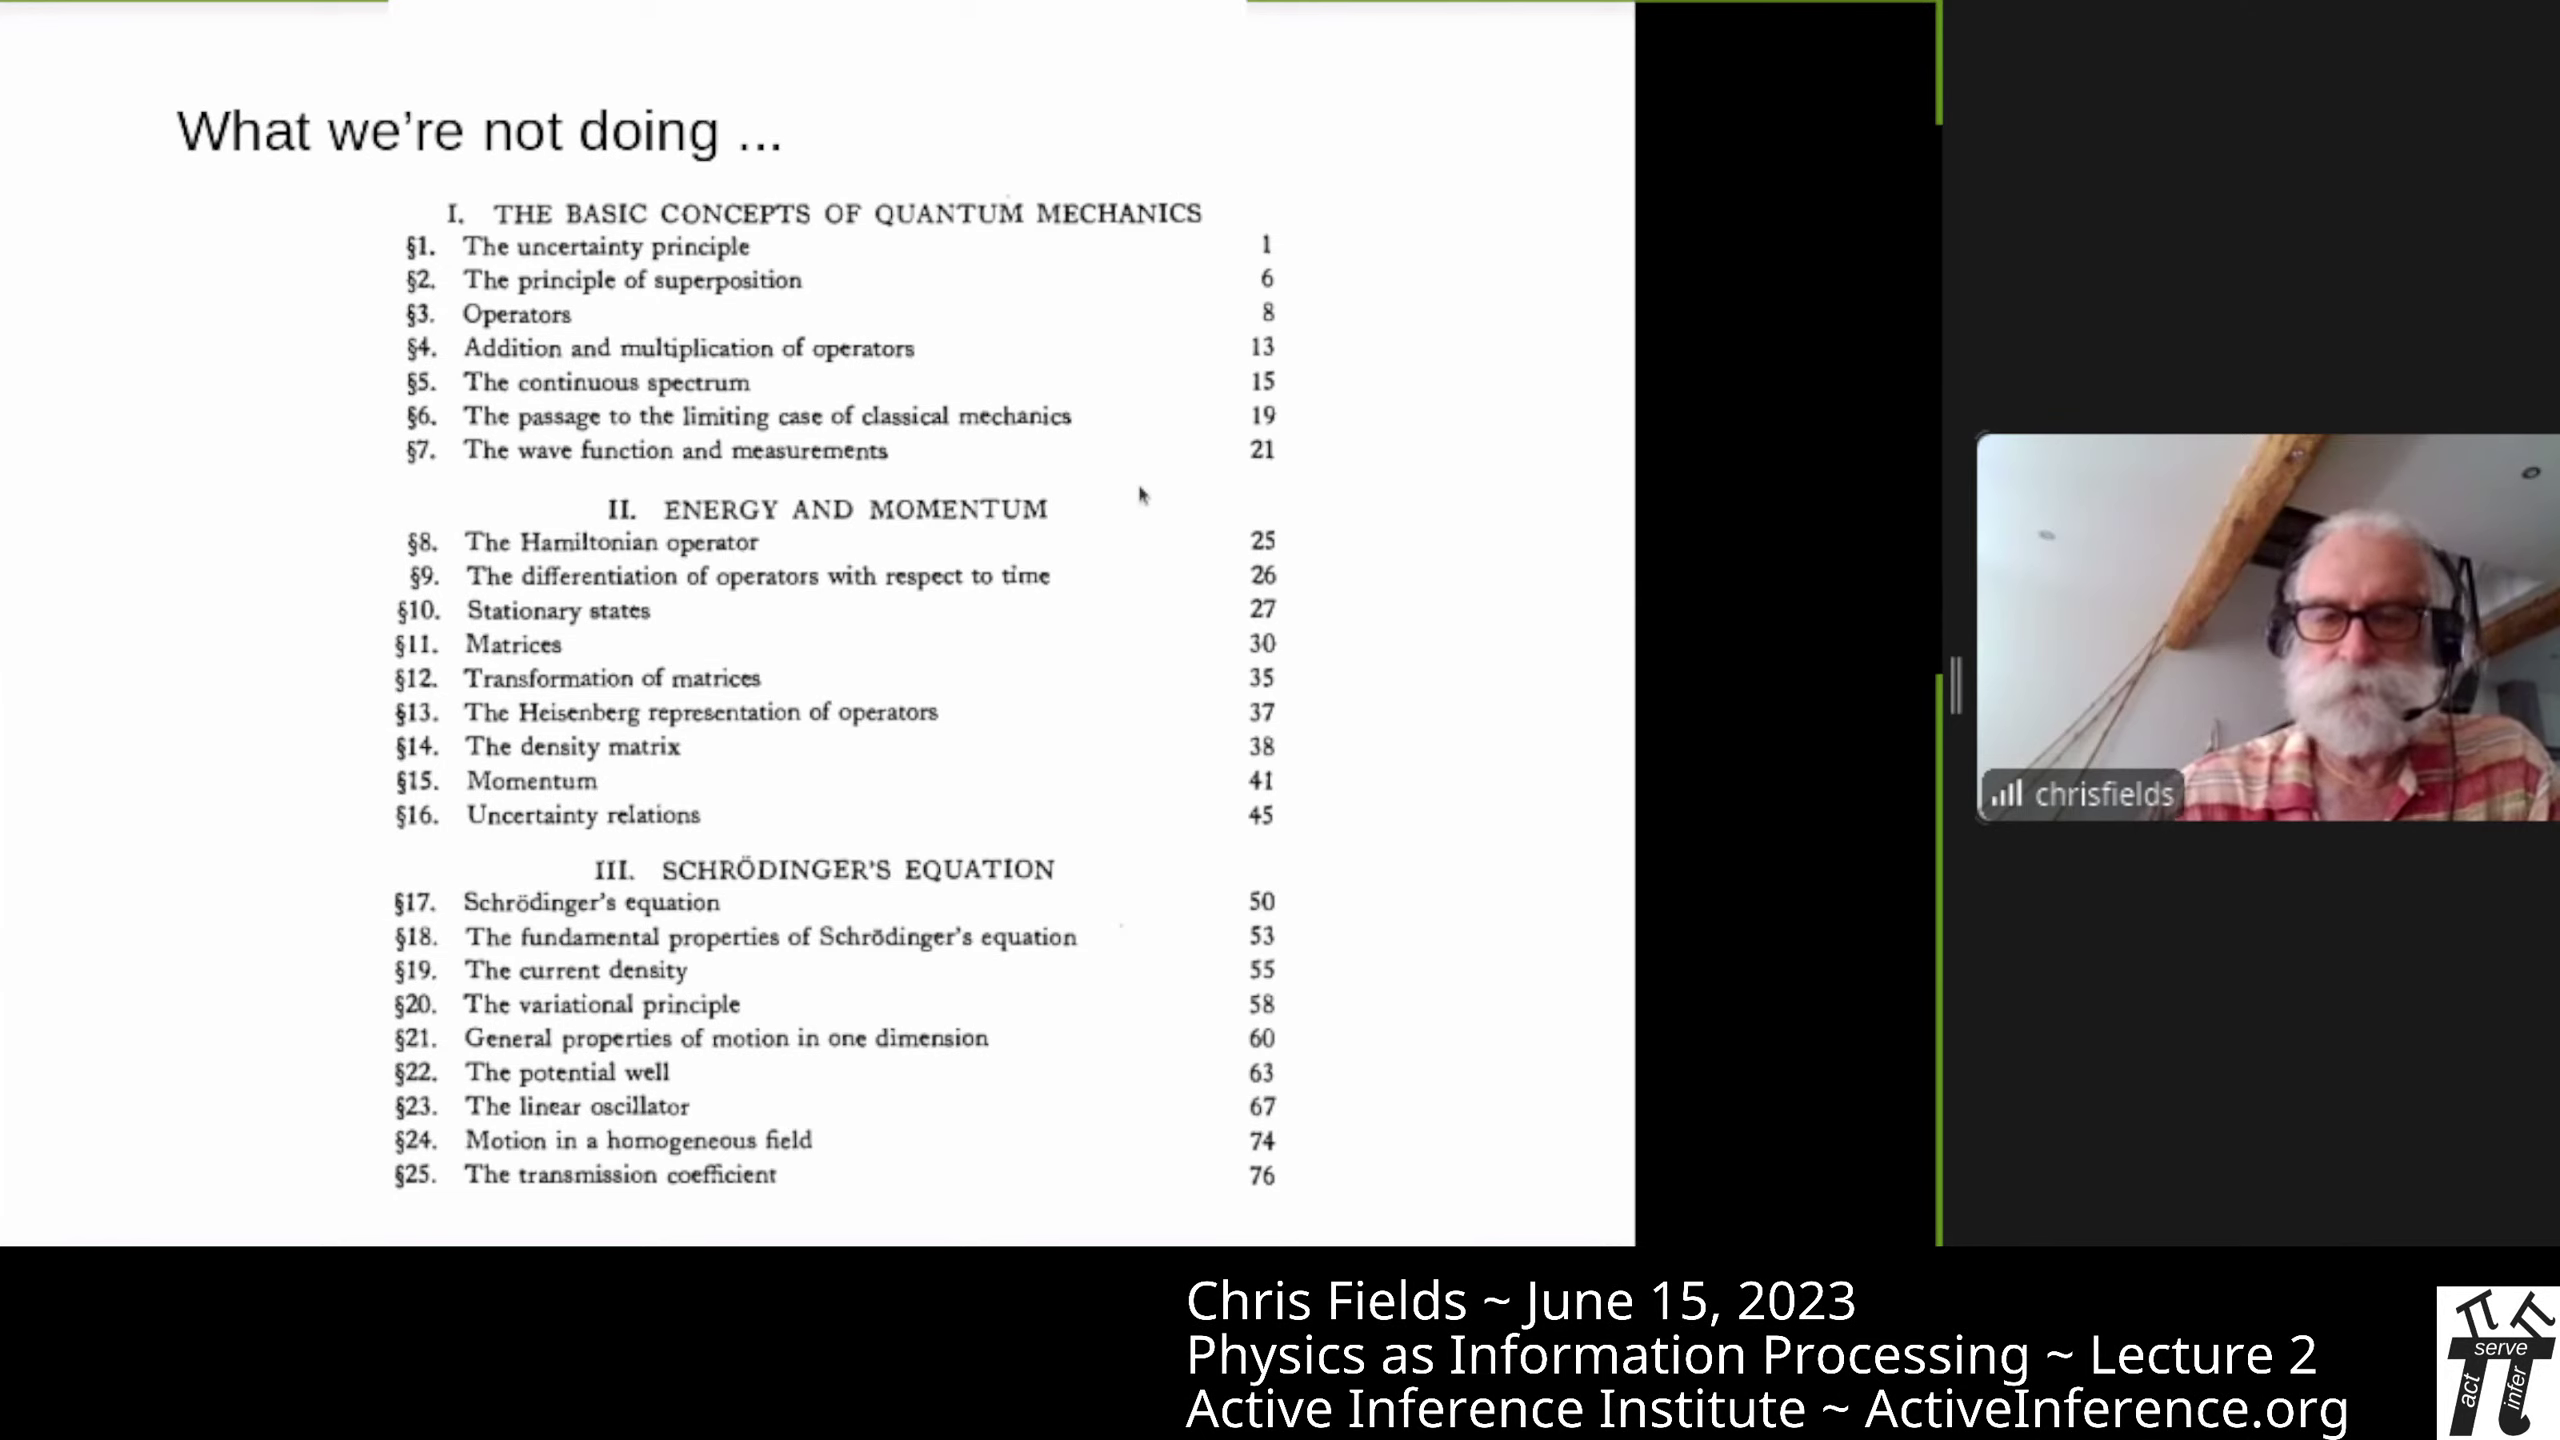 What we're not doing ...
I. THE BASIC CONCEPTS OF QUANTUM MECHANICS
§1. The uncertainty principle 1
§2. The principle of superposition 6
§3. Operators 8
§4. Addition and multiplication of operators 13
§5. The continuous spectrum 15
§6. The passage to the limiting case of classical mechanics 19
§7. The wave function and measurements 21
II. ENERGY AND MOMENTUM
§8. The Hamiltonian operator 25
§9. The differentiation of operators with respect to time 26
§10. Stationary states 27
§11. Matrices 30
§12. Transformation of matrices 35
§13. The Heisenberg representation of operators 37
§14. The density matrix 38
§15. Momentum 41
§16. Uncertainty relations 45
III. SCHRÖDINGER'S EQUATION
§17. Schrödinger's equation 50
§18. The fundamental properties of Schrödinger's equation 53
§19. The current density 55
§20. The variational principle 58
§21. General properties of motion in one dimension 60
§22. The potential well 63
§23. The linear oscillator 67
§24. Motion in a homogeneous field 74
§25. The transmission coefficient 76
chrisfields
Chris Fields ~ June 15, 2023
Physics as Information Processing ~ Lecture 2
Active Inference Institute ~ ActiveInference.org
serve
act
infer